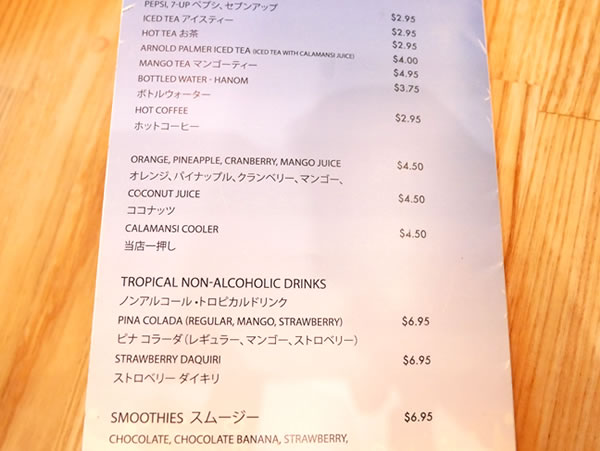 PEPSI, 7-UP ペプシ、セブンアップ
ICED TEA アイスティー $2.95
HOT TEA お茶 $2.95
ARNOLD PALMER ICED TEA (ICED TEA WITH CALAMANSI JUICE) $2.95
MANGO TEA マンゴーティー $4.00
BOTTLED WATER - HANOM $4.95
ボトルウォーター $3.75
HOT COFFEE
ホットコーヒー $2.95
ORANGE, PINEAPPLE, CRANBERRY, MANGO JUICE $4.50
オレンジ、パイナップル、クランベリー、マンゴー、
COCONUT JUICE $4.50
ココナッツ
CALAMANSI COOLER $4.50
当店一押し
TROPICAL NON-ALCOHOLIC DRINKS
ノンアルコール・トロピカルドリンク
PINA COLADA (REGULAR, MANGO, STRAWBERRY) $6.95
ピナ コラーダ（レギュラー、マンゴー、ストロベリー）
STRAWBERRY DAQUIRI $6.95
ストロベリー ダイキリ
SMOOTHIES スムージー $6.95
CHOCOLATE, CHOCOLATE BANANA, STRAWBERRY,